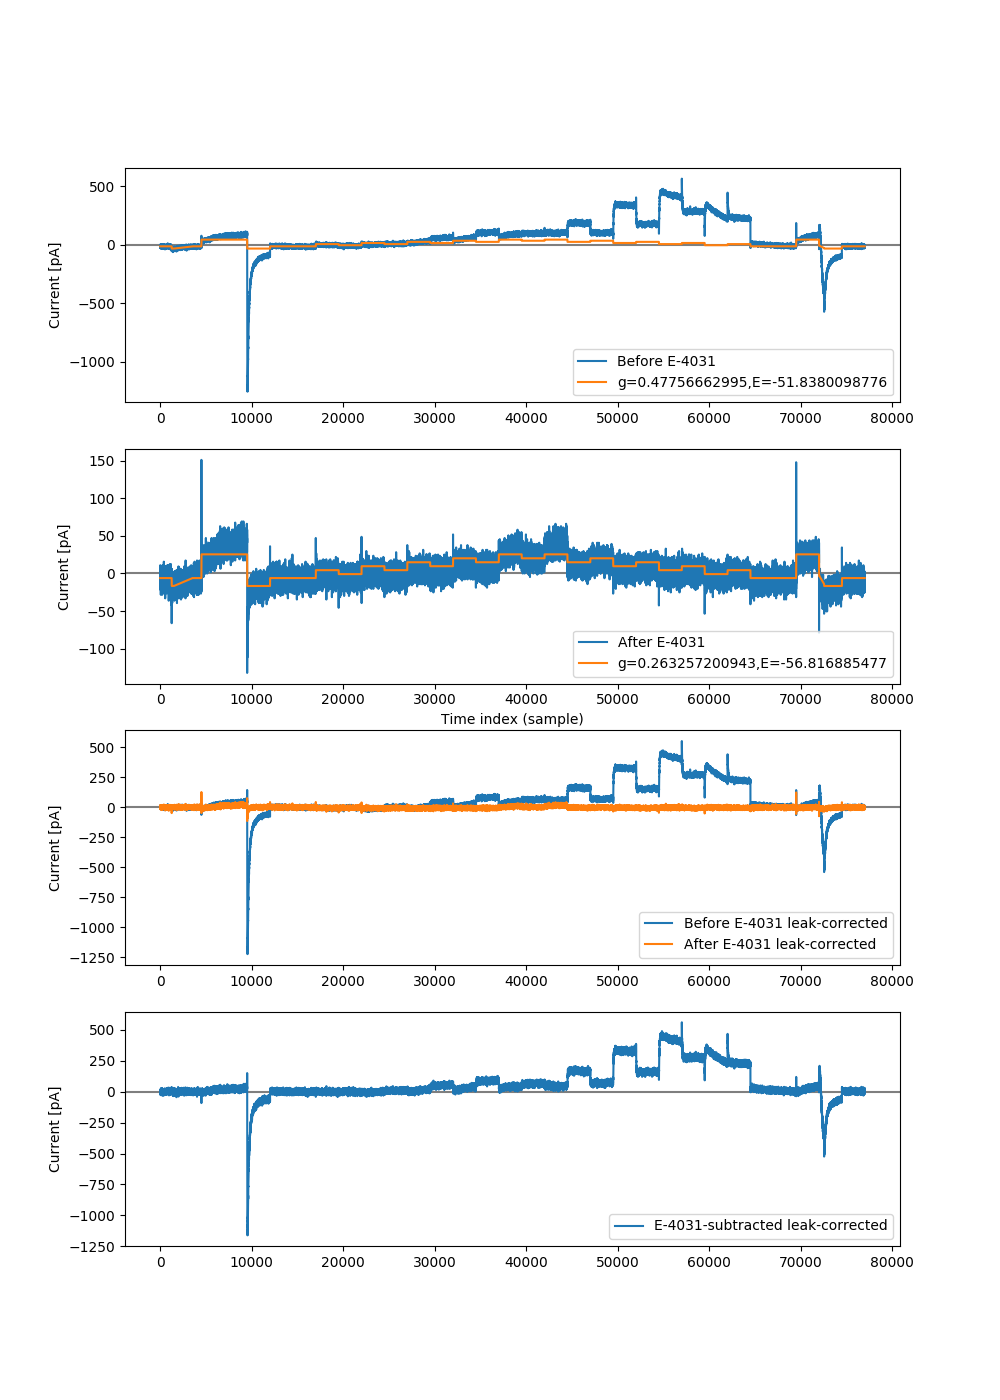 500
0
−500
−1000
Current [pA]
Before E-4031
g=0.47756662995,E=-51.8380098776
0 10000 20000 30000 40000 50000 60000 70000 80000
150
100
50
0
−50
−100
Current [pA]
After E-4031
g=0.263257200943,E=-56.816885477
0 10000 20000 30000 40000 50000 60000 70000 80000
Time index (sample)
500
250
0
−250
−500
−750
−1000
−1250
Current [pA]
Before E-4031 leak-corrected
After E-4031 leak-corrected
0 10000 20000 30000 40000 50000 60000 70000 80000
500
250
0
−250
−500
−750
−1000
−1250
Current [pA]
E-4031-subtracted leak-corrected
0 10000 20000 30000 40000 50000 60000 70000 80000